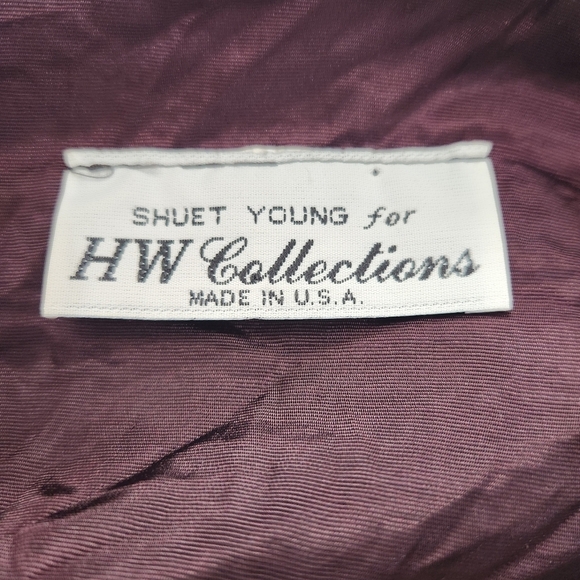 SHUET YOUNG for
HW Collections
MADE IN U.S.A.